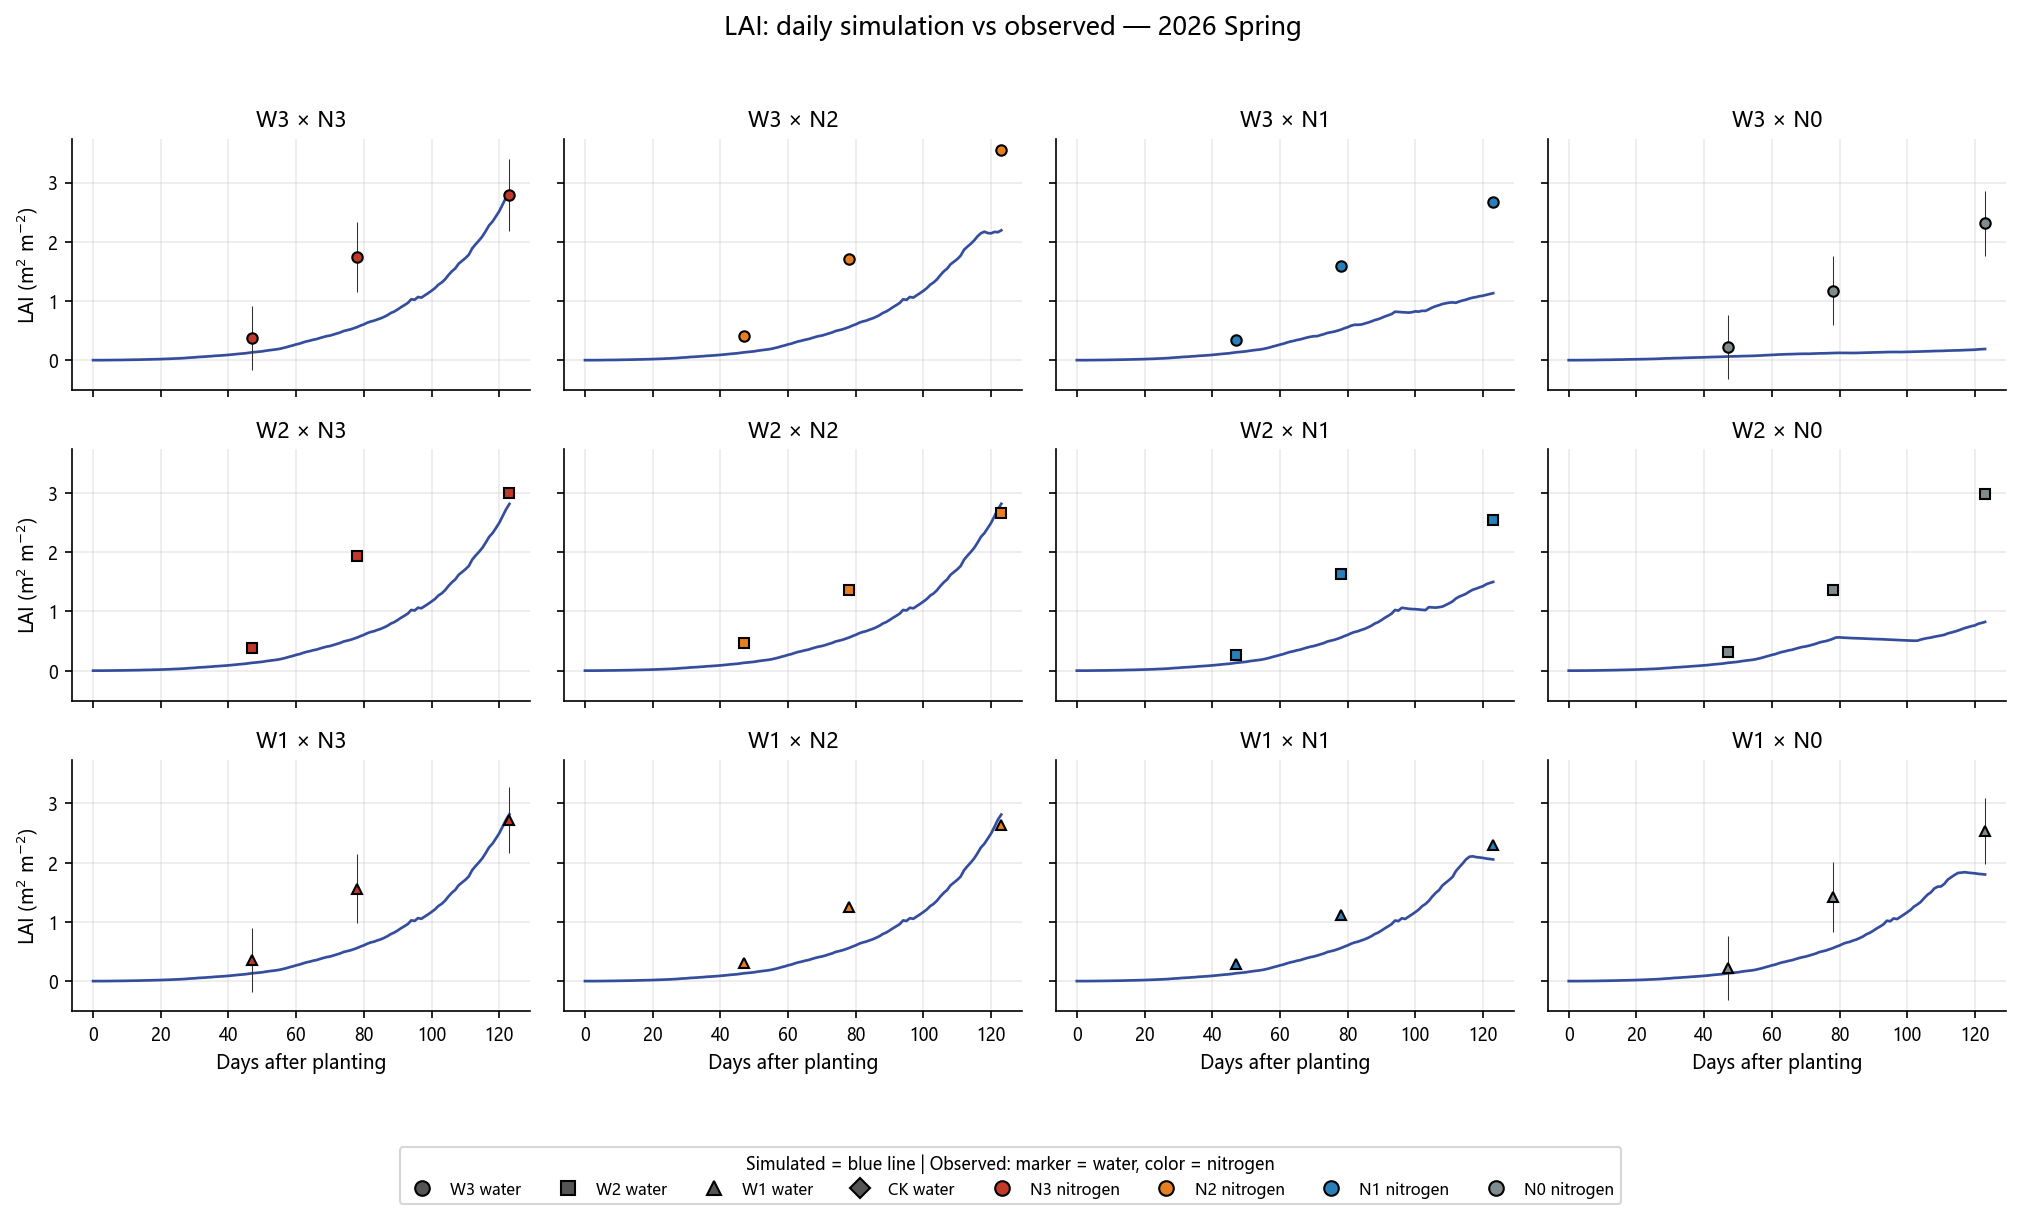 LAI: daily simulation vs observed — 2026 Spring
W3 × N3
W3 × N2
W3 × N1
W3 × N0
LAI (m² m⁻²)
3
2
1
0
W2 × N3
W2 × N2
W2 × N1
W2 × N0
LAI (m² m⁻²)
3
2
1
0
W1 × N3
W1 × N2
W1 × N1
W1 × N0
LAI (m² m⁻²)
3
2
1
0
0 20 40 60 80 100 120
0 20 40 60 80 100 120
0 20 40 60 80 100 120
0 20 40 60 80 100 120
Days after planting
Days after planting
Days after planting
Days after planting
Simulated = blue line | Observed: marker = water, color = nitrogen
W3 water W2 water W1 water CK water N3 nitrogen N2 nitrogen N1 nitrogen N0 nitrogen